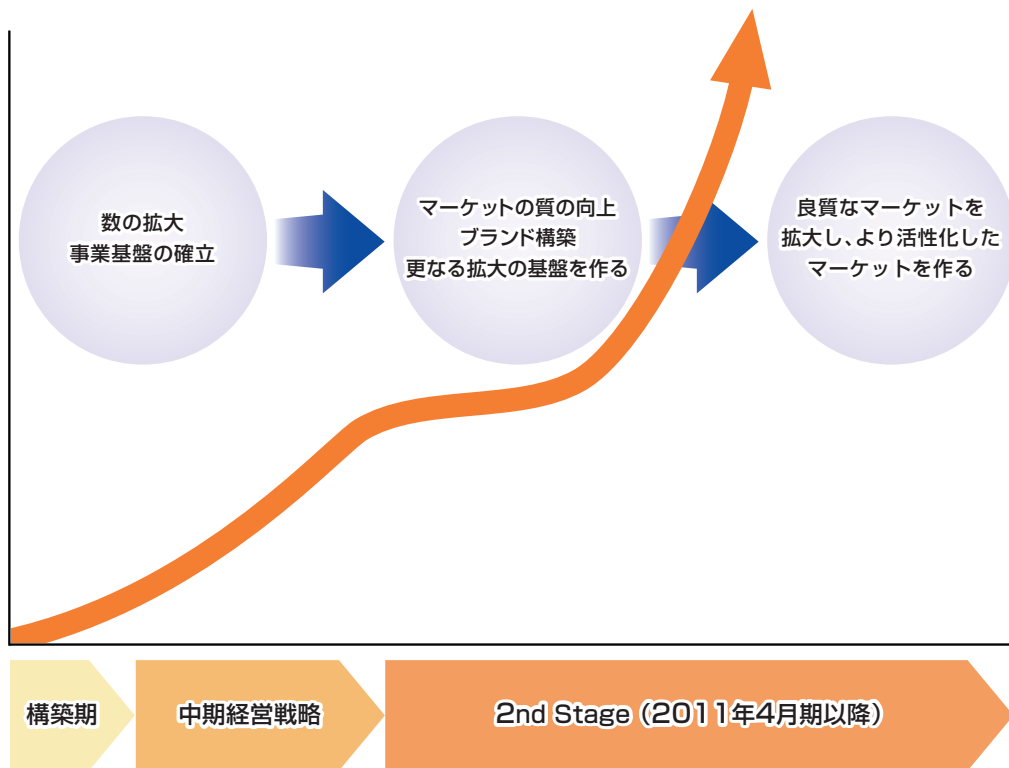 数の拡大
事業基盤の確立
マーケットの質の向上
ブランド構築
更なる拡大の基盤を作る
良質なマーケットを
拡大し、より活性化した
マーケットを作る
構築期
中期経営戦略
2nd Stage（2011年4月期以降）